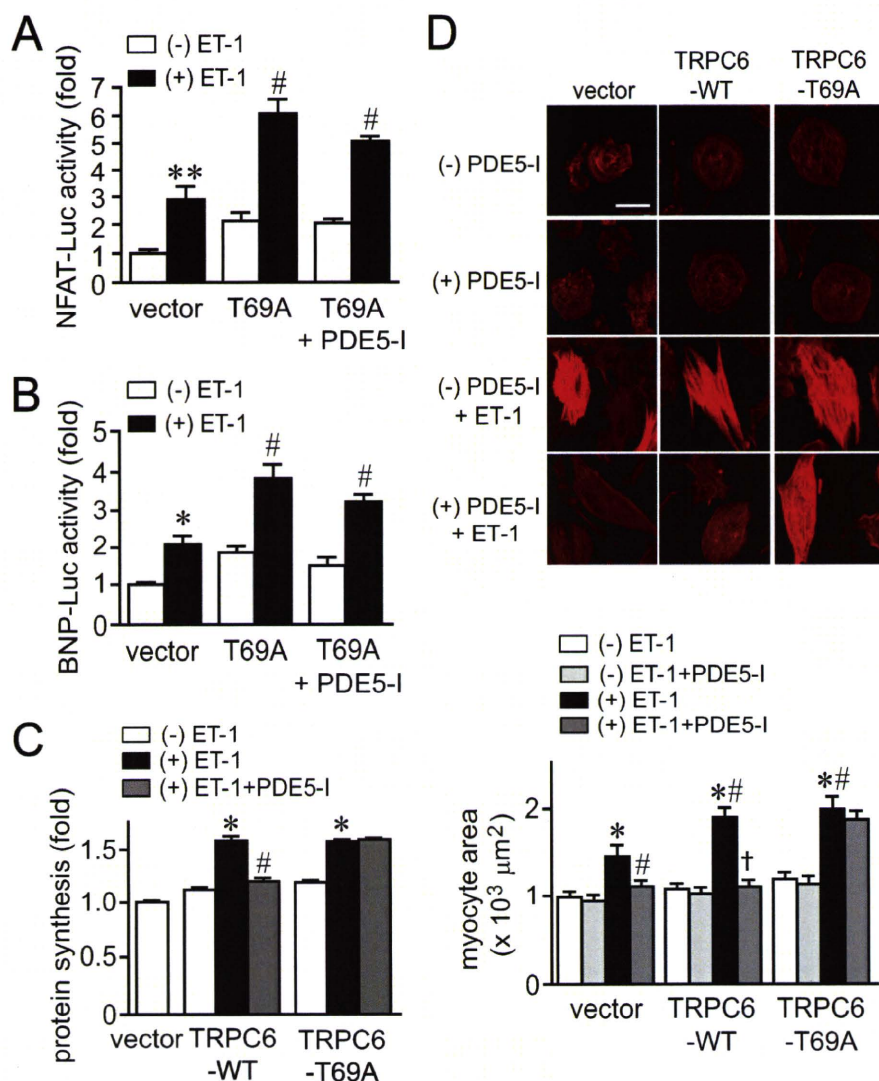 A
(-) ET-1
(+) ET-1
NFAT-Luc activity (fold)
7
6
5
4
3
2
1
0
**
#
#
vector
T69A
T69A
+ PDE5-I
B
(-) ET-1
(+) ET-1
BNP-Luc activity (fold)
5
4
3
2
1
0
*
#
#
vector
T69A
T69A
+ PDE5-I
C
(-) ET-1
(+) ET-1
(+) ET-1+PDE5-I
protein synthesis (fold)
1.5
1.0
0.5
0
*
#
*
vector
TRPC6
-WT
TRPC6
-T69A
D
vector
TRPC6
-WT
TRPC6
-T69A
(-) PDE5-I
(+) PDE5-I
(-) PDE5-I
+ ET-1
(+) PDE5-I
+ ET-1
(-) ET-1
(-) ET-1+PDE5-I
(+) ET-1
(+) ET-1+PDE5-I
myocyte area
(x 10³ μm²)
2
1
0
*
#
*#
†
*#
vector
TRPC6
-WT
TRPC6
-T69A